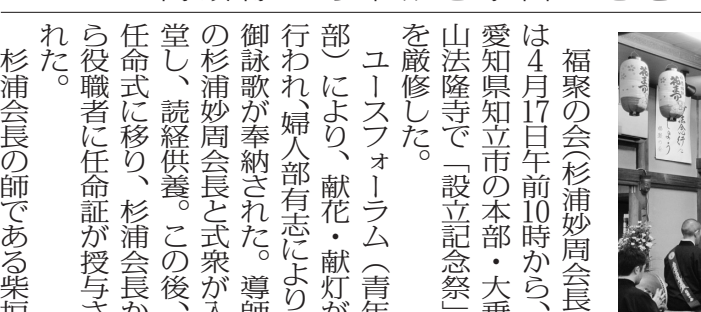 福聚の会(杉浦妙周会長
は4月17日午前10時から、
愛知県知立市の本部・大乗
山法隆寺で「設立記念祭」
を厳修した。
ユースフォーラム(青年
部)により、献花・献灯が
行われ、婦人部有志により
御詠歌が奉納された。導師
の杉浦妙周会長と式衆が入
堂し、読経供養。この後、
任命式に移り、杉浦会長か
ら役職者に任命証が授与さ
れた。
杉浦会長の師である柴垣